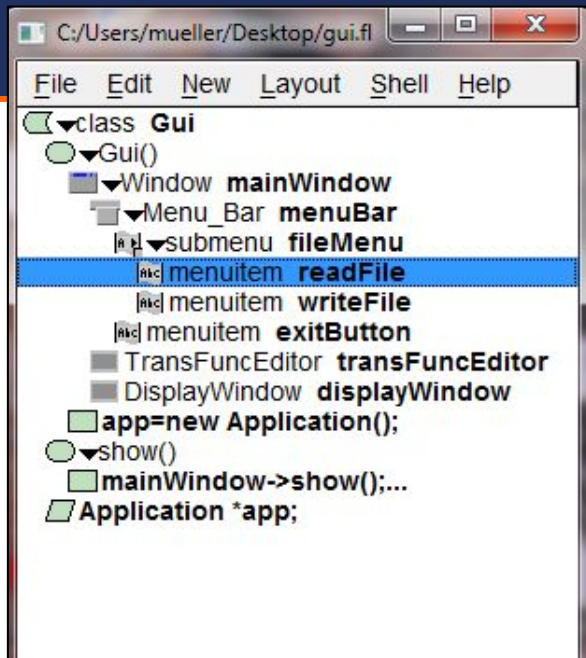 C:/Users/mueller/Desktop/gui.fl
File Edit New Layout Shell Help
class Gui
Gui()
Window mainWindow
Menu_Bar menuBar
submenu fileMenu
menuitem readFile
menuitem writeFile
menuitem exitButton
TransFuncEditor transFuncEditor
DisplayWindow displayWindow
app=new Application();
show()
mainWindow->show();...
Application *app;